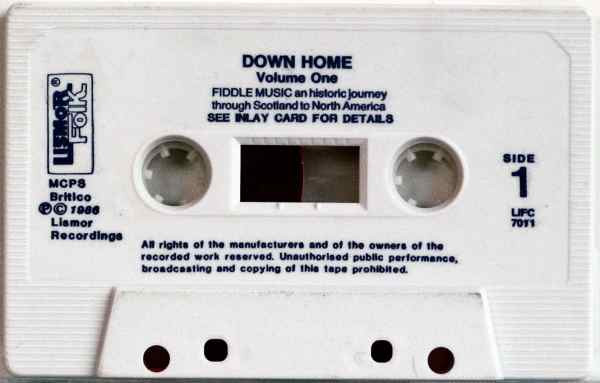 DOWN HOME
Volume One
FIDDLE MUSIC an historic journey
through Scotland to North America
SEE INLAY CARD FOR DETAILS
LISMOR®
FOLK
MCPS
Britico
℗ © 1986
Lismor
Recordings
SIDE
1
LIFC
7011
All rights of the manufacturers and of the owners of the
recorded work reserved. Unauthorised public performance,
broadcasting and copying of this tape prohibited.